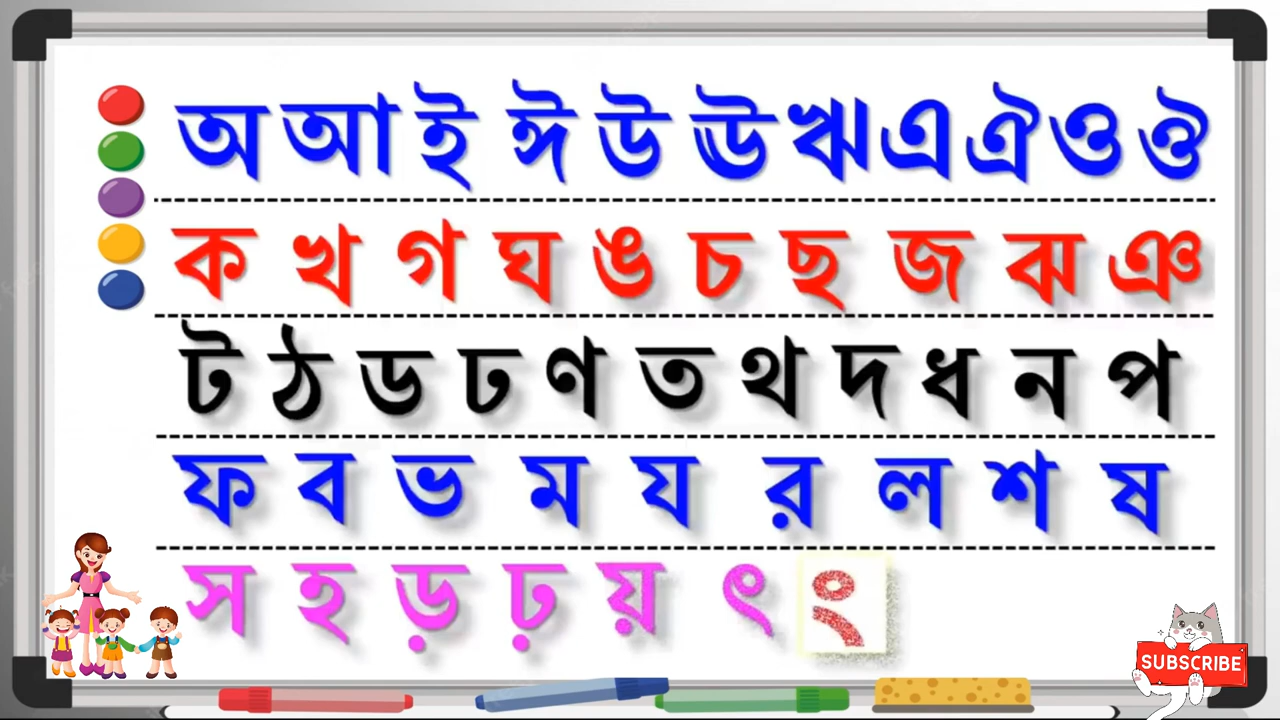 অ আ ই ঈ উ ঊ ঋ এ ঐ ও ঔ
ক খ গ ঘ ঙ চ ছ জ ঝ ঞ
ট ঠ ড ঢ ণ ত থ দ ধ ন প
ফ ব ভ ম য র ল শ ষ
স হ ড় ঢ় য় ৎ ং
SUBSCRIBE